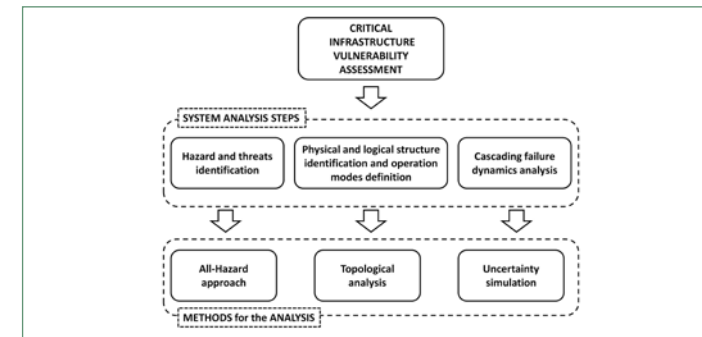 CRITICAL
INFRASTRUCTURE
VULNERABILITY
ASSESSMENT
SYSTEM ANALYSIS STEPS
Hazard and threats
identification
Physical and logical structure
identification and operation
modes definition
Cascading failure
dynamics analysis
All-Hazard
approach
Topological
analysis
Uncertainty
simulation
METHODS for the ANALYSIS